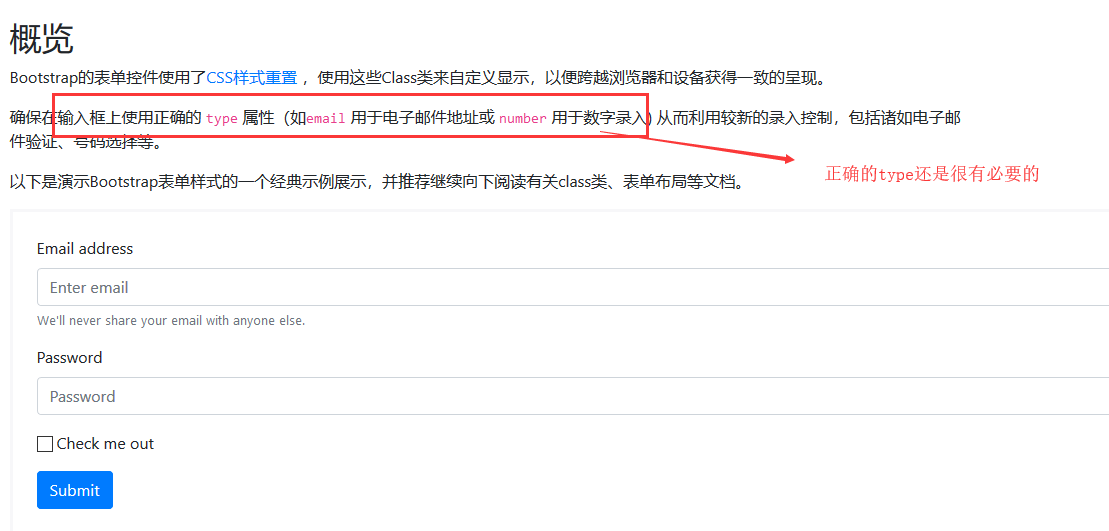 概览
Bootstrap的表单控件使用了CSS样式重置 ，使用这些Class类来自定义显示，以便跨越浏览器和设备获得一致的呈现。
确保在输入框上使用正确的 type 属性（如email 用于电子邮件地址或 number 用于数字录入) 从而利用较新的录入控制，包括诸如电子邮
件验证、号码选择等。
正确的type还是很有必要的
以下是演示Bootstrap表单样式的一个经典示例展示，并推荐继续向下阅读有关class类、表单布局等文档。
Email address
Enter email
We'll never share your email with anyone else.
Password
Password
Check me out
Submit